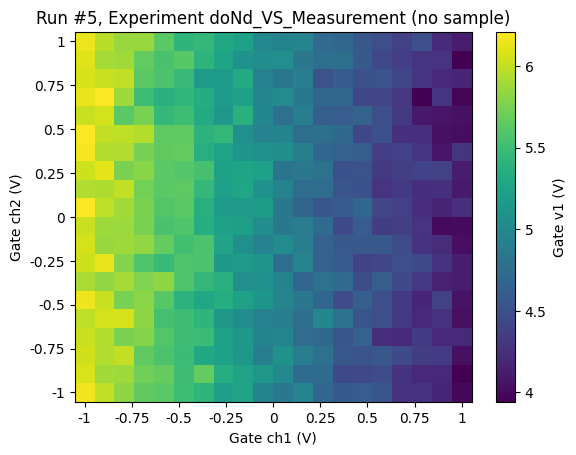 Run #5, Experiment doNd_VS_Measurement (no sample)
1
0.75
0.5
0.25
0
-0.25
-0.5
-0.75
-1
Gate ch2 (V)
-1 -0.75 -0.5 -0.25 0 0.25 0.5 0.75 1
Gate ch1 (V)
6
5.5
5
4.5
4
Gate v1 (V)